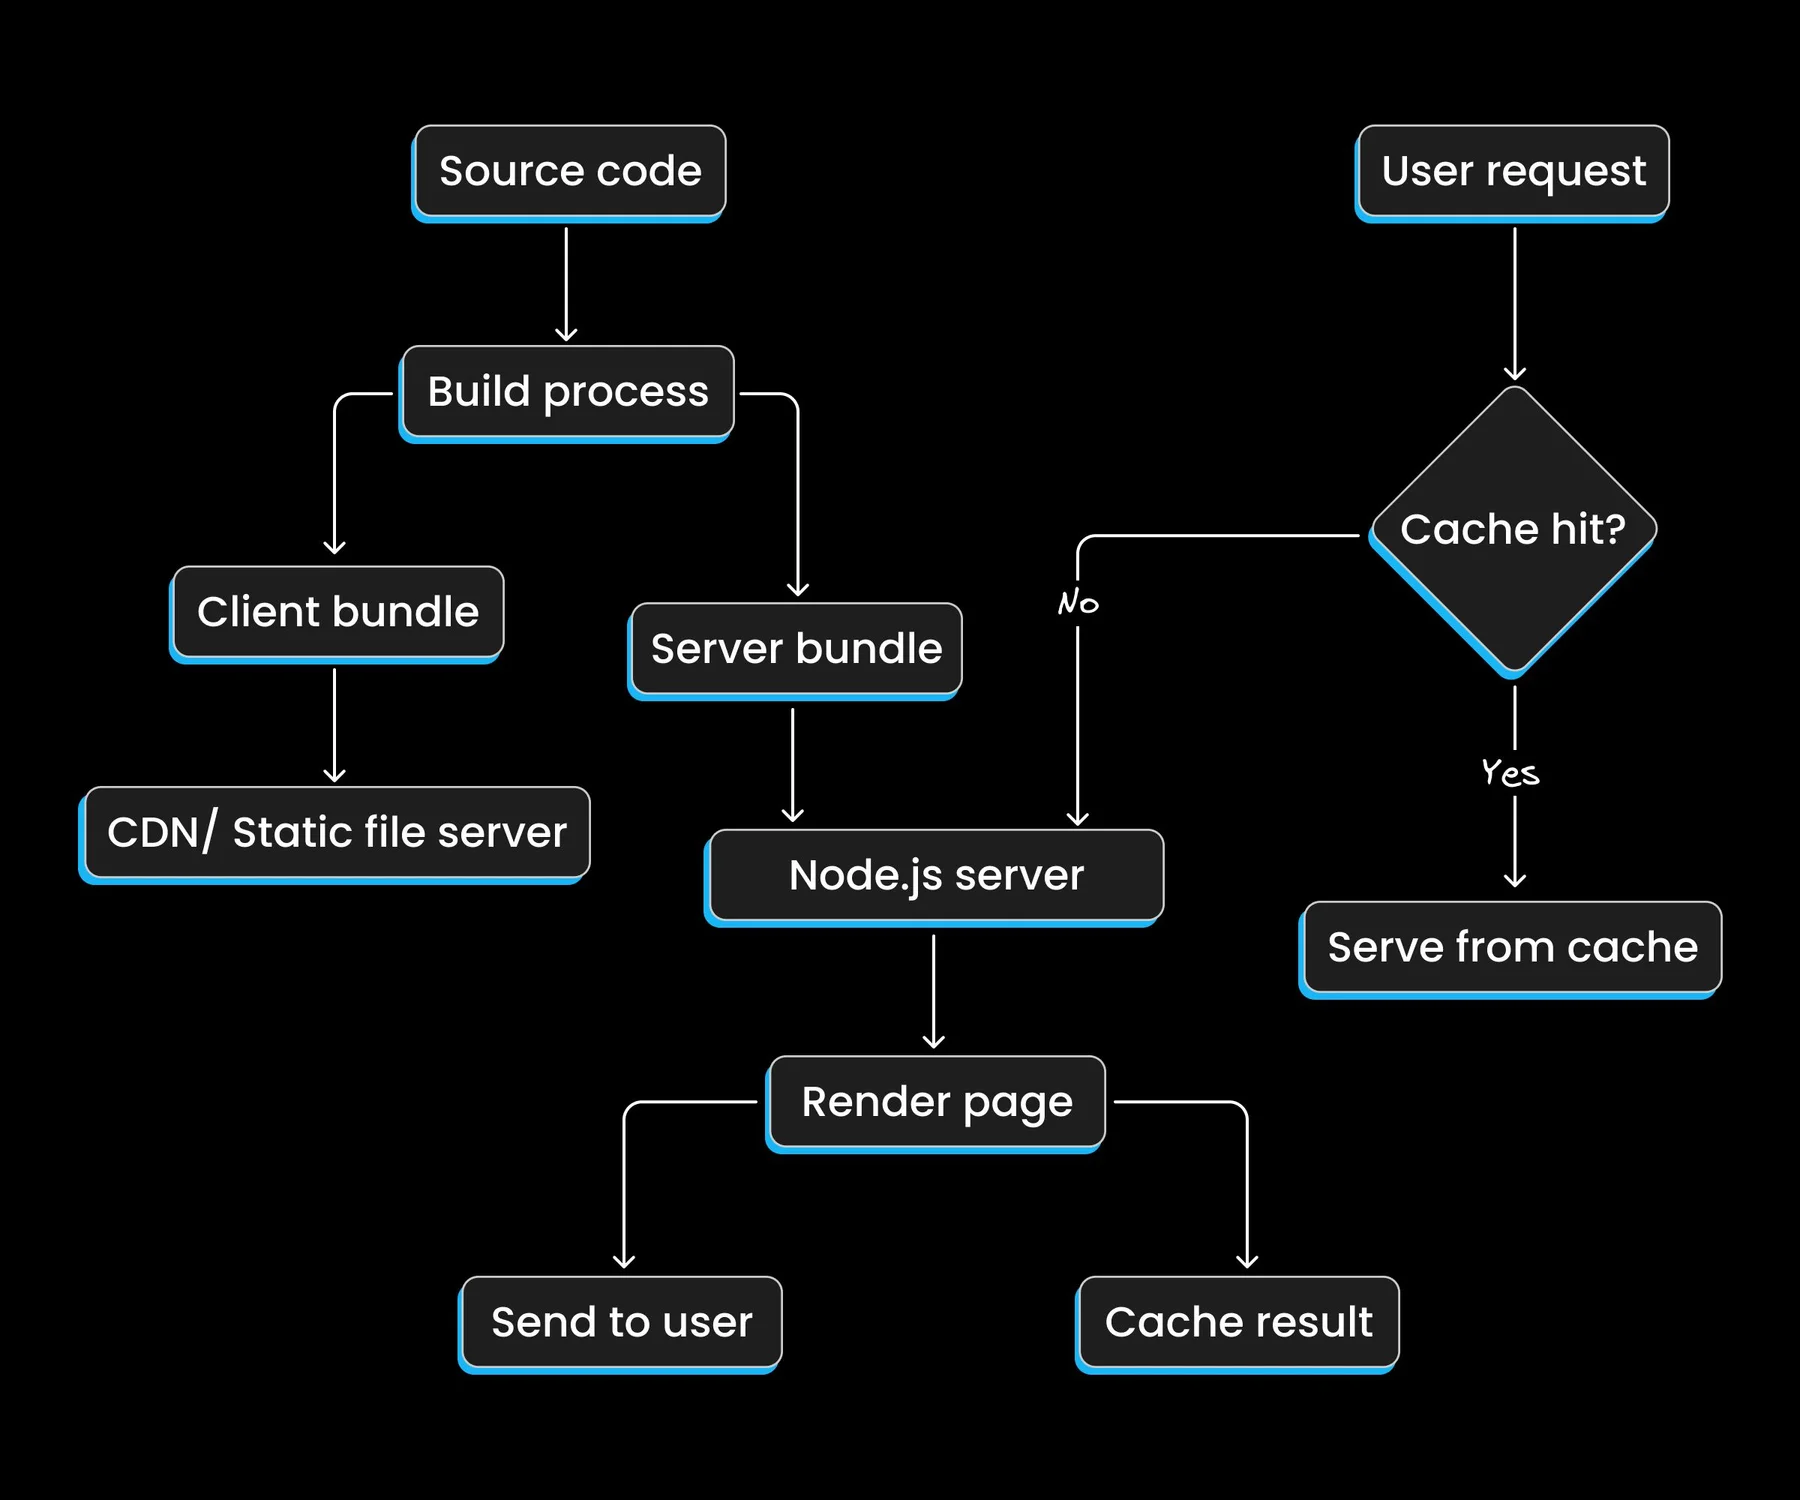 Source code
User request
Build process
Cache hit?
Client bundle
No
Server bundle
Yes
CDN/ Static file server
Node.js server
Serve from cache
Render page
Send to user
Cache result